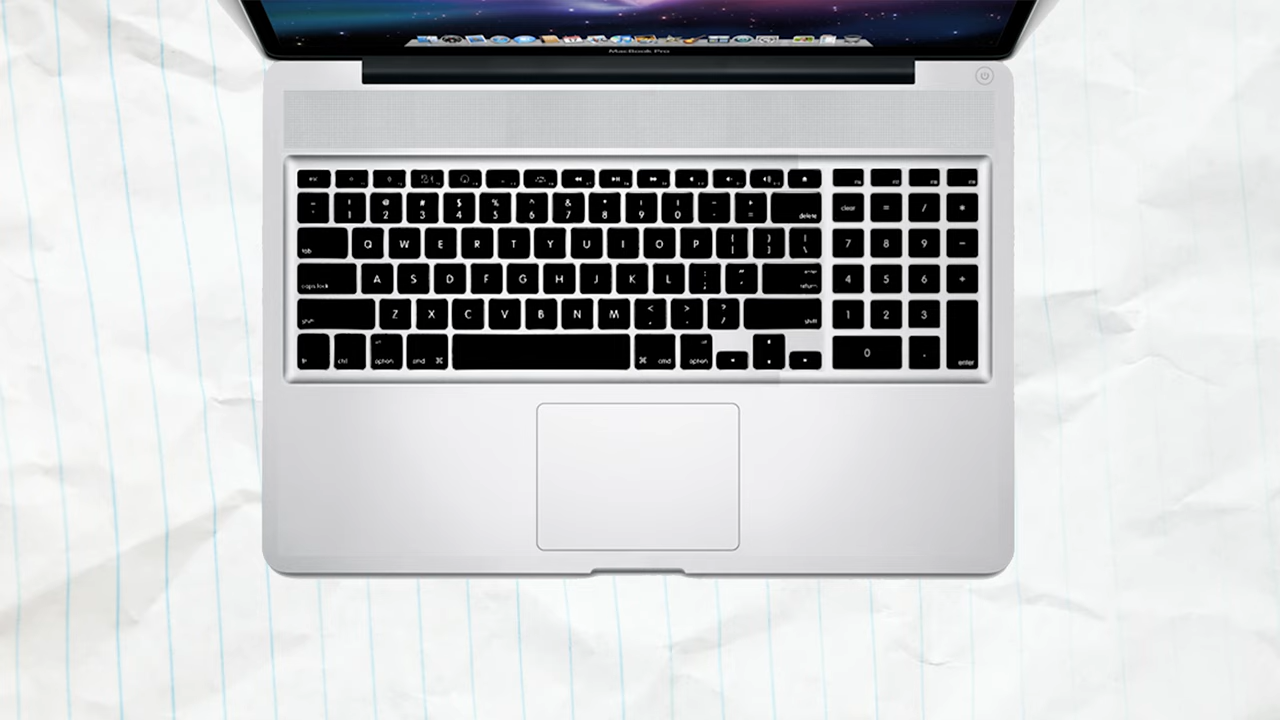 MacBook Pro
esc
~ ! @ # $ % ^ & * ( ) - + delete
` 1 2 3 4 5 6 7 8 9 0 - = clear = / *
tab Q W E R T Y U I O P { } | 7 8 9 -
[ ] \
caps lock A S D F G H J K L : " enter 4 5 6 +
; ' return
shift Z X C V B N M < > ? shift 1 2 3
, . /
fn ctrl option cmd ⌘ ⌘ cmd option 0 . enter